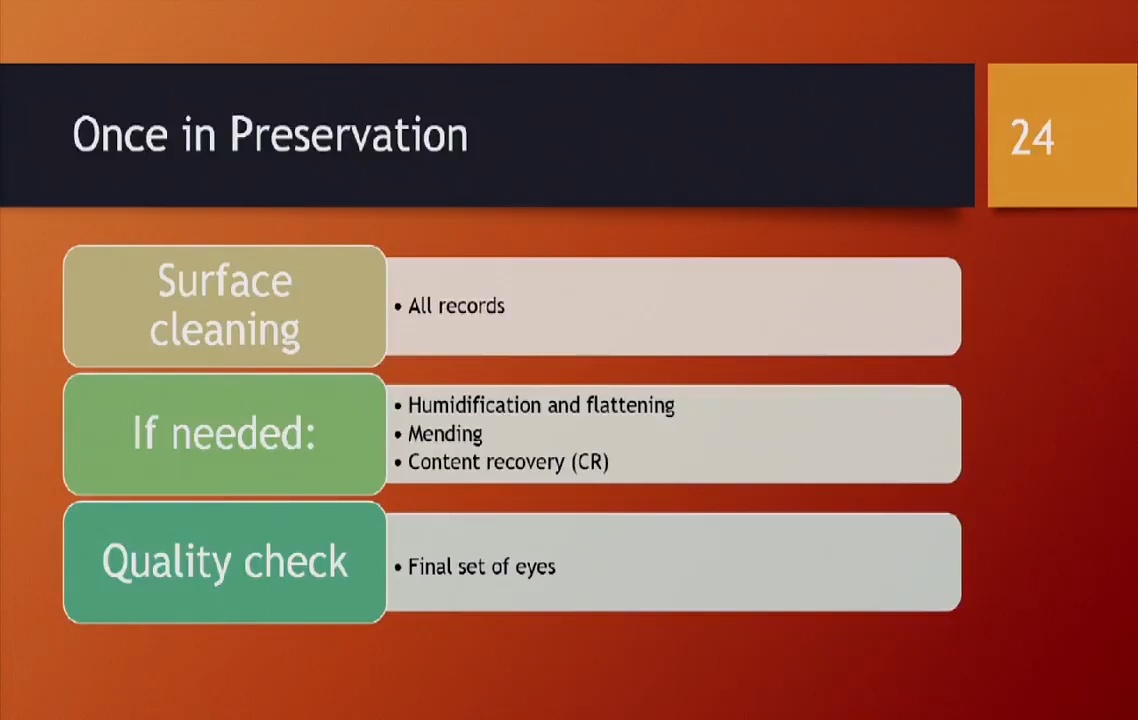 Once in Preservation
24
Surface
cleaning
• All records
If needed:
• Humidification and flattening
• Mending
• Content recovery (CR)
Quality check
• Final set of eyes